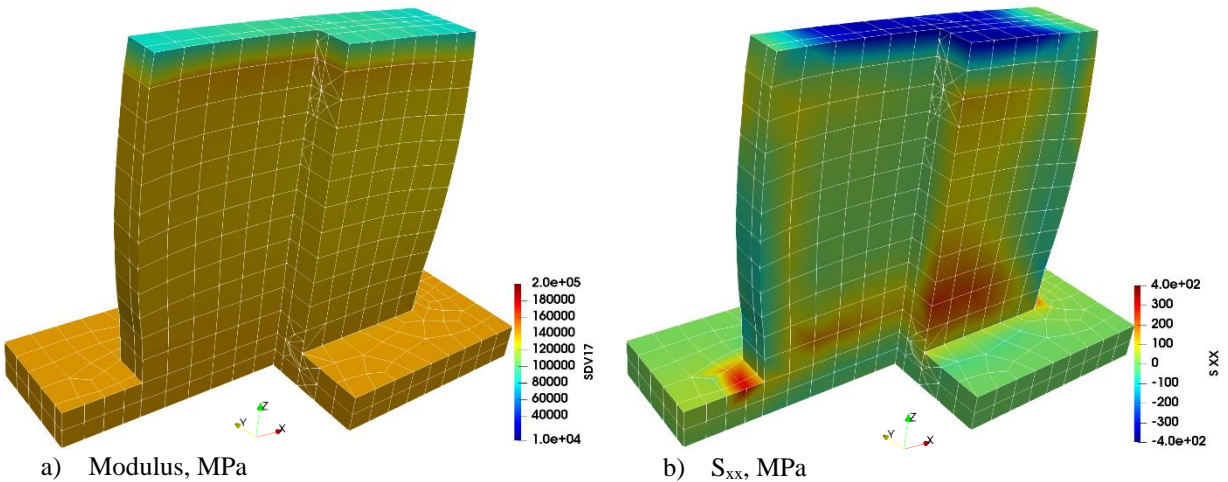 2.0e+05
180000
160000
140000
120000
100000
80000
60000
40000
1.0e+04
SDV17
Z
Y
X
a) Modulus, MPa
4.0e+02
300
200
100
0
-100
-200
-300
-4.0e+02
S XX
Z
Y
X
b) Sxx, MPa